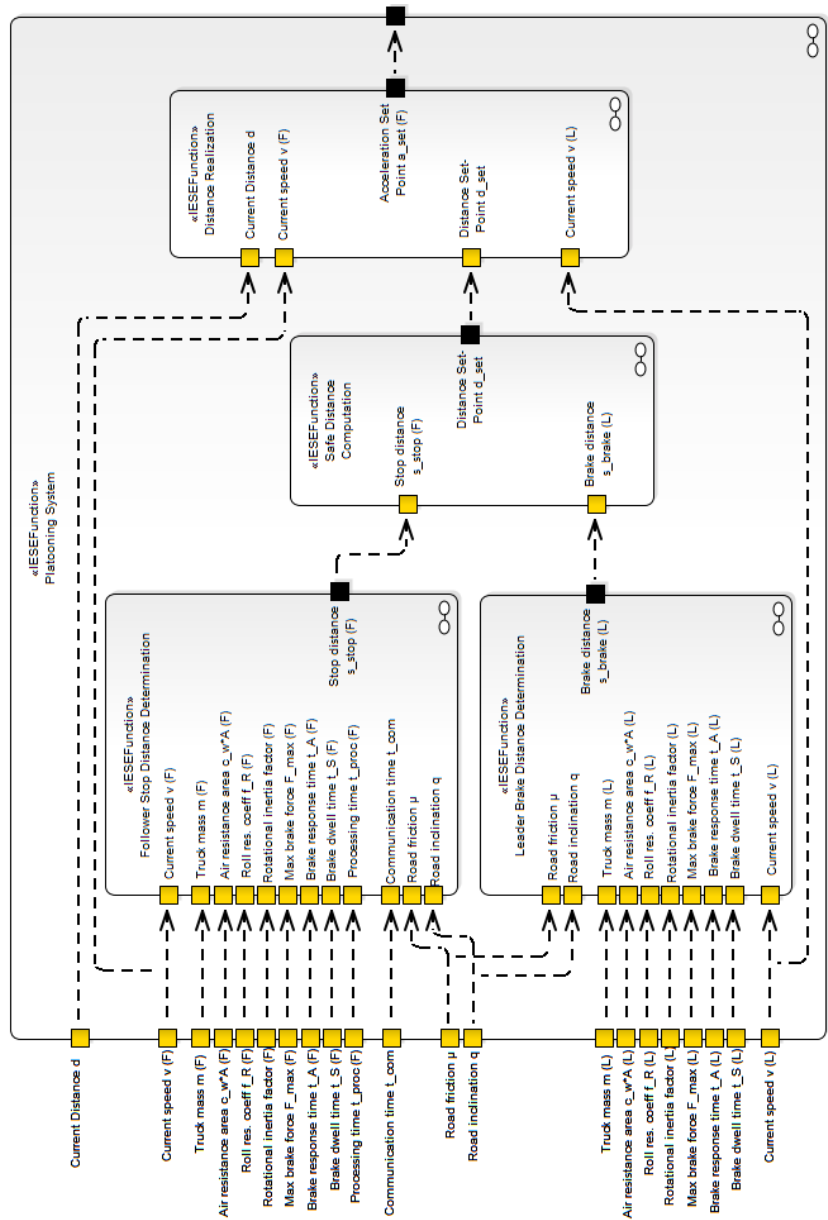 «IESEFunction»
Platooning System
Current Distance d
Current speed v (F)
Truck mass m (F)
Air resistance area c_w*A (F)
Roll res. coeff f_R (F)
Rotational inertia factor (F)
Max brake force F_max (F)
Brake response time t_A (F)
Brake dwell time t_S (F)
Processing time t_proc (F)
Communication time t_com
Road friction µ
Road inclination q
Truck mass m (L)
Air resistance area c_w*A (L)
Roll res. coeff f_R (L)
Rotational inertia factor (L)
Max brake force F_max (L)
Brake response time t_A (L)
Brake dwell time t_S (L)
Current speed v (L)
«IESEFunction»
Follower Stop Distance Determination
Current speed v (F)
Truck mass m (F)
Air resistance area c_w*A (F)
Roll res. coeff f_R (F)
Rotational inertia factor (F)
Max brake force F_max (F)
Brake response time t_A (F)
Brake dwell time t_S (F)
Processing time t_proc (F)
Communication time t_com
Road friction µ
Road inclination q
Stop distance
s_stop (F)
«IESEFunction»
Leader Brake Distance Determination
Road friction µ
Road inclination q
Truck mass m (L)
Air resistance area c_w*A (L)
Roll res. coeff f_R (L)
Rotational inertia factor (L)
Max brake force F_max (L)
Brake response time t_A (L)
Brake dwell time t_S (L)
Current speed v (L)
Brake distance
s_brake (L)
«IESEFunction»
Safe Distance
Computation
Stop distance
s_stop (F)
Brake distance
s_brake (L)
Distance Set-
Point d_set
«IESEFunction»
Distance Realization
Current Distance d
Current speed v (F)
Distance Set-
Point d_set
Current speed v (L)
Acceleration Set
Point a_set (F)